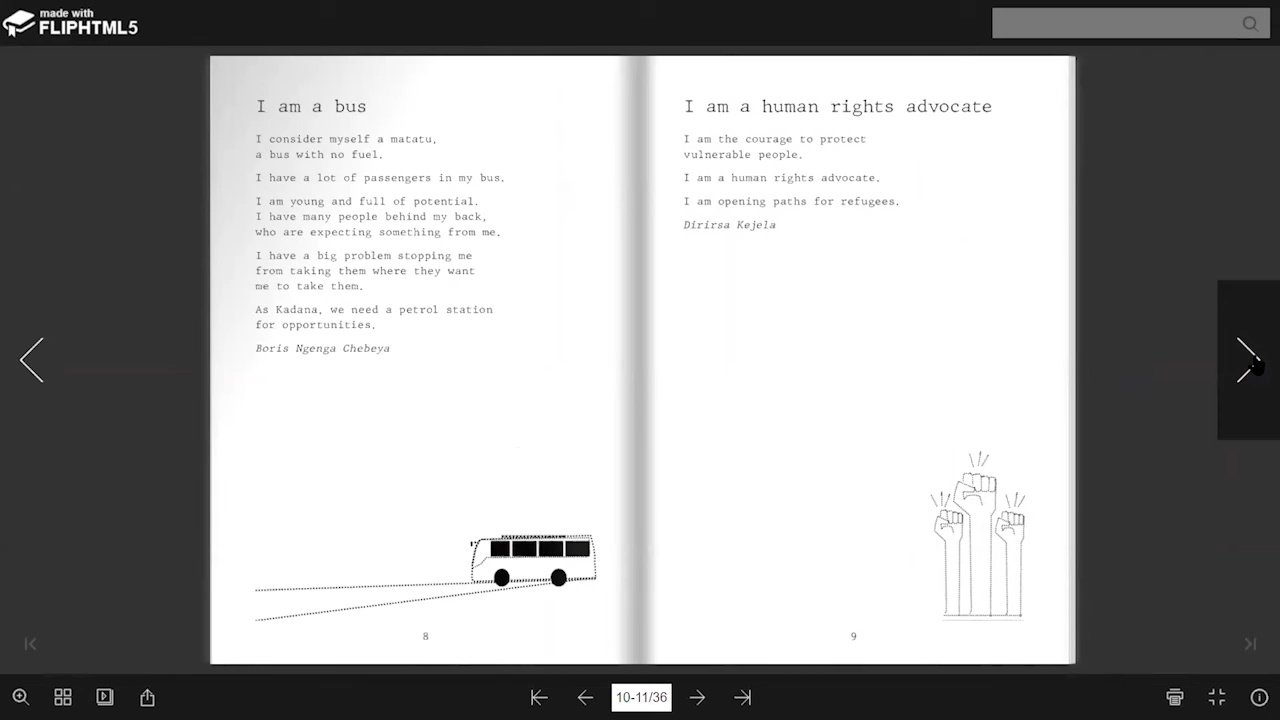 made with
FLIPHTML5
I am a bus
I consider myself a matatu,
a bus with no fuel.
I have a lot of passengers in my bus.
I am young and full of potential.
I have many people behind my back,
who are expecting something from me.
I have a big problem stopping me
from taking them where they want
me to take them.
As Kadana, we need a petrol station
for opportunities.
Boris Ngenga Chebeya
8
I am a human rights advocate
I am the courage to protect
vulnerable people.
I am a human rights advocate.
I am opening paths for refugees.
Dirirsa Kejela
9
10-11/36